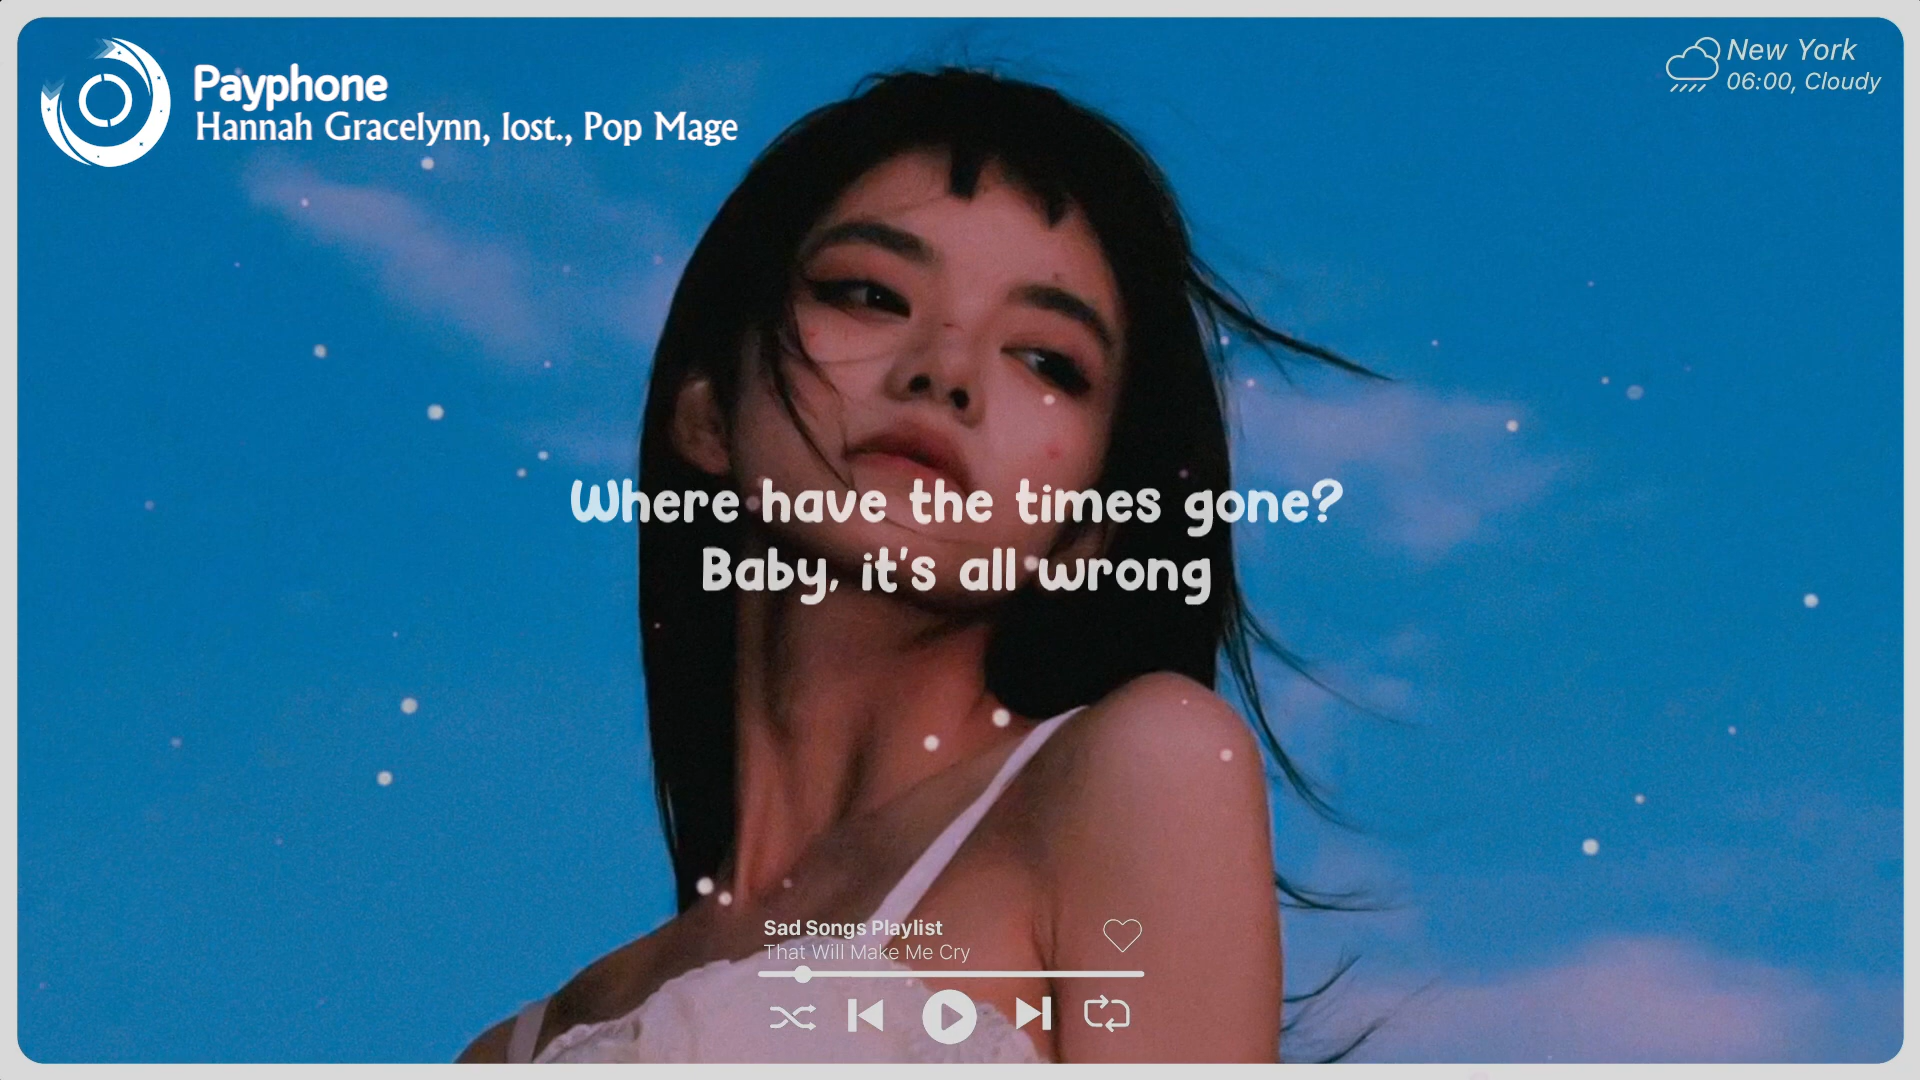 Payphone
Hannah Gracelynn, lost., Pop Mage
New York
06:00, Cloudy
Where have the times gone?
Baby, it's all wrong
Sad Songs Playlist
That Will Make Me Cry